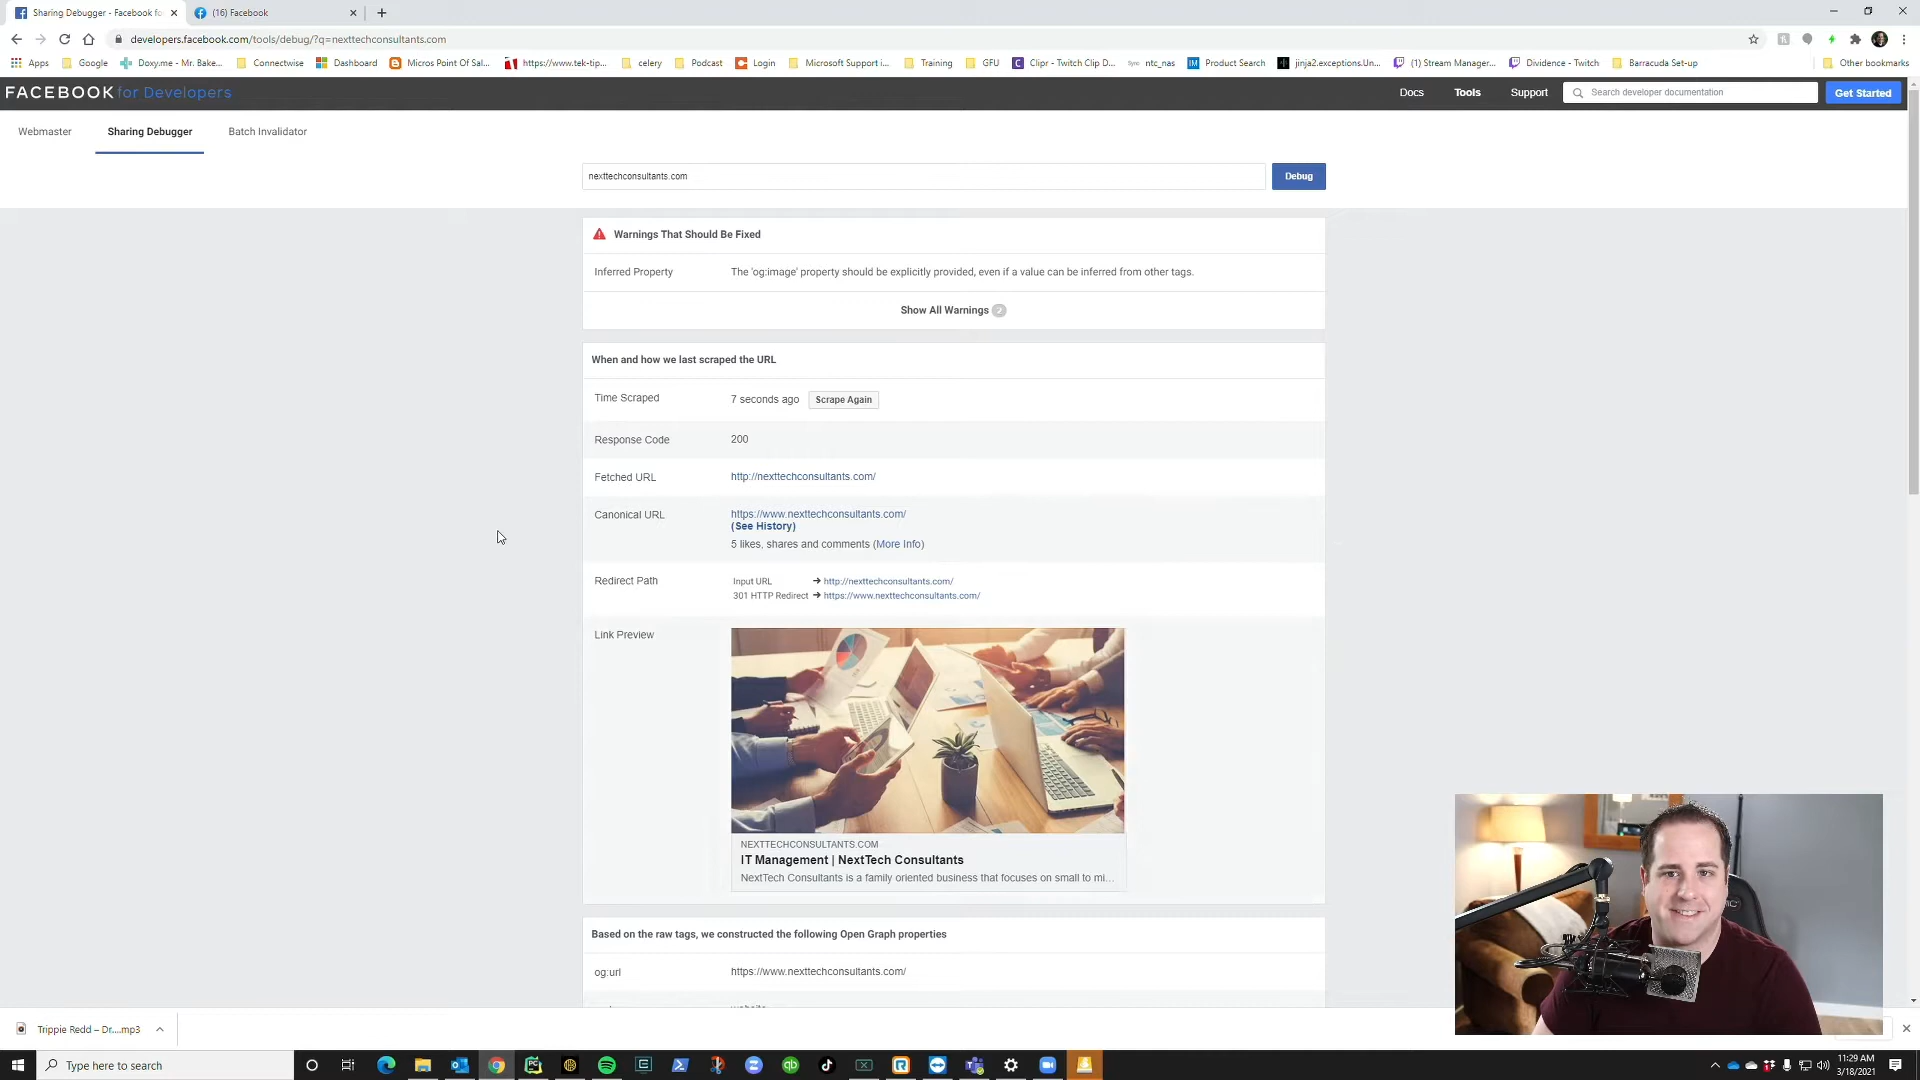 Sharing Debugger - Facebook fo
(16) Facebook
developers.facebook.com/tools/debug/?q=nexttechconsultants.com
Apps
Google
Doxy.me - Mr. Bake...
Connectwise
Dashboard
Micros Point Of Sal...
https://www.tek-tip...
celery
Podcast
Login
Microsoft Support i...
Training
GFU
Clipr - Twitch Clip D...
Sync
ntc_nas
Product Search
jinja2.exceptions.Un...
(1) Stream Manager...
Dividence - Twitch
Barracuda Set-up
Other bookmarks
FACEBOOK for Developers
Docs
Tools
Support
Search developer documentation
Get Started
Webmaster
Sharing Debugger
Batch Invalidator
nexttechconsultants.com
Debug
Warnings That Should Be Fixed
Inferred Property
The 'og:image' property should be explicitly provided, even if a value can be inferred from other tags.
Show All Warnings
When and how we last scraped the URL
Time Scraped
7 seconds ago
Scrape Again
Response Code
200
Fetched URL
http://nexttechconsultants.com/
Canonical URL
https://www.nexttechconsultants.com/
(See History)
5 likes, shares and comments (More Info)
Redirect Path
Input URL
http://nexttechconsultants.com/
301 HTTP Redirect
https://www.nexttechconsultants.com/
Link Preview
NEXTTECHCONSULTANTS.COM
IT Management | NextTech Consultants
NextTech Consultants is a family oriented business that focuses on small to mi...
Based on the raw tags, we constructed the following Open Graph properties
og:url
https://www.nexttechconsultants.com/
Trippie Redd – Dr....mp3
Type here to search
11:29 AM
3/18/2021